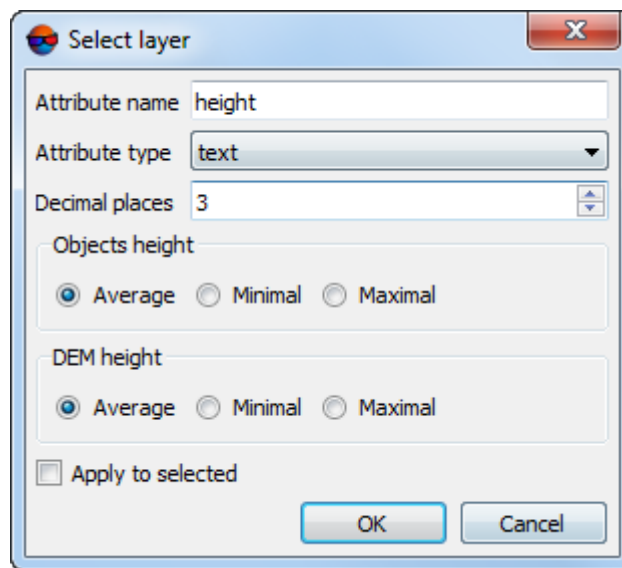 Select layer
Attribute name height
Attribute type text
Decimal places 3
Objects height
Average Minimal Maximal
DEM height
Average Minimal Maximal
Apply to selected
OK Cancel